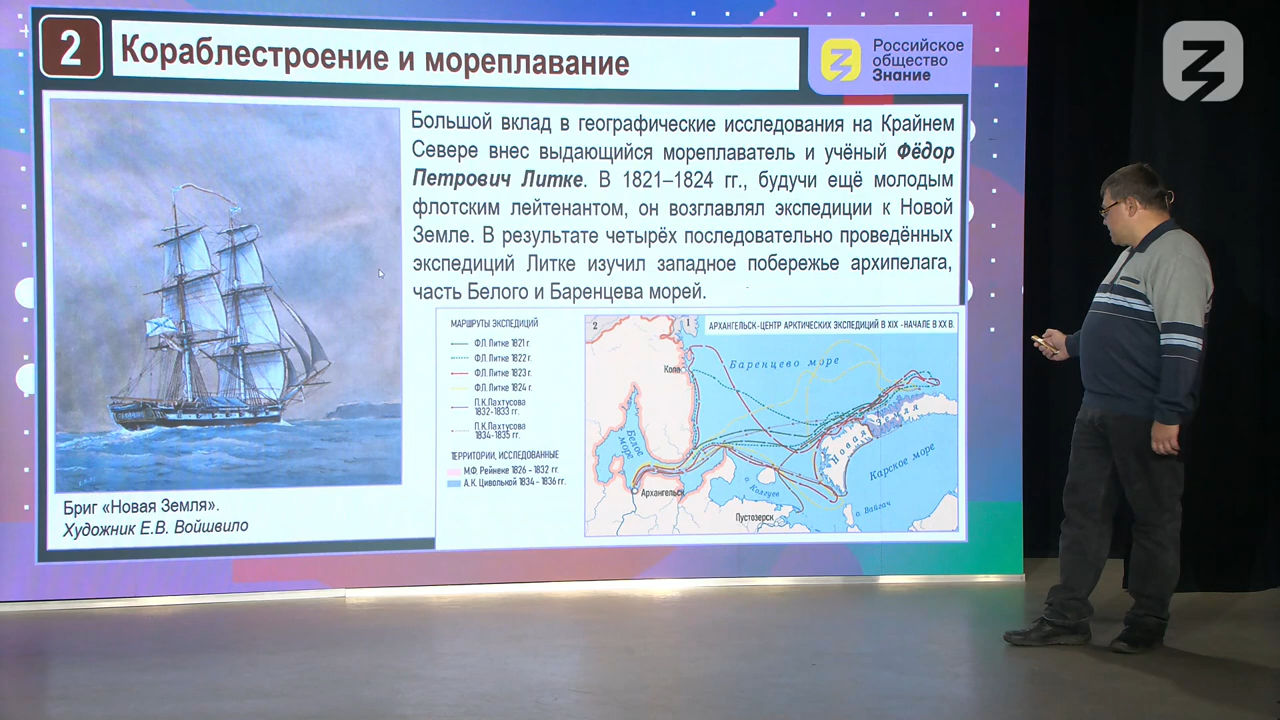 2
Кораблестроение и мореплавание
Российское
общество
Знание
Большой вклад в географические исследования на Крайнем
Севере внес выдающийся мореплаватель и учёный Фёдор
Петрович Литке. В 1821–1824 гг., будучи ещё молодым
флотским лейтенантом, он возглавлял экспедиции к Новой
Земле. В результате четырёх последовательно проведённых
экспедиций Литке изучил западное побережье архипелага,
часть Белого и Баренцева морей.
Бриг «Новая Земля».
Художник Е.В. Войшвило
МАРШРУТЫ ЭКСПЕДИЦИЙ
Ф.Л. Литке 1821 г.
Ф.Л. Литке 1822 г.
Ф.Л. Литке 1823 г.
Ф.Л. Литке 1824 г.
П.К.Пахтусова
1832-1833 гг.
П.К.Пахтусова
1834-1835 гг.
ТЕРРИТОРИИ, ИССЛЕДОВАННЫЕ
М.Ф. Рейнеке 1826 - 1832 гг.
А.К. Циволькой 1834 - 1836 гг.
2
1
АРХАНГЕЛЬСК-ЦЕНТР АРКТИЧЕСКИХ ЭКСПЕДИЦИЙ В XIX -НАЧАЛЕ В XX В.
Баренцево море
Кола
Новая Земля
Белое
море
Карское море
Архангельск
о. Колгуев
о. Вайгач
Пустозерск